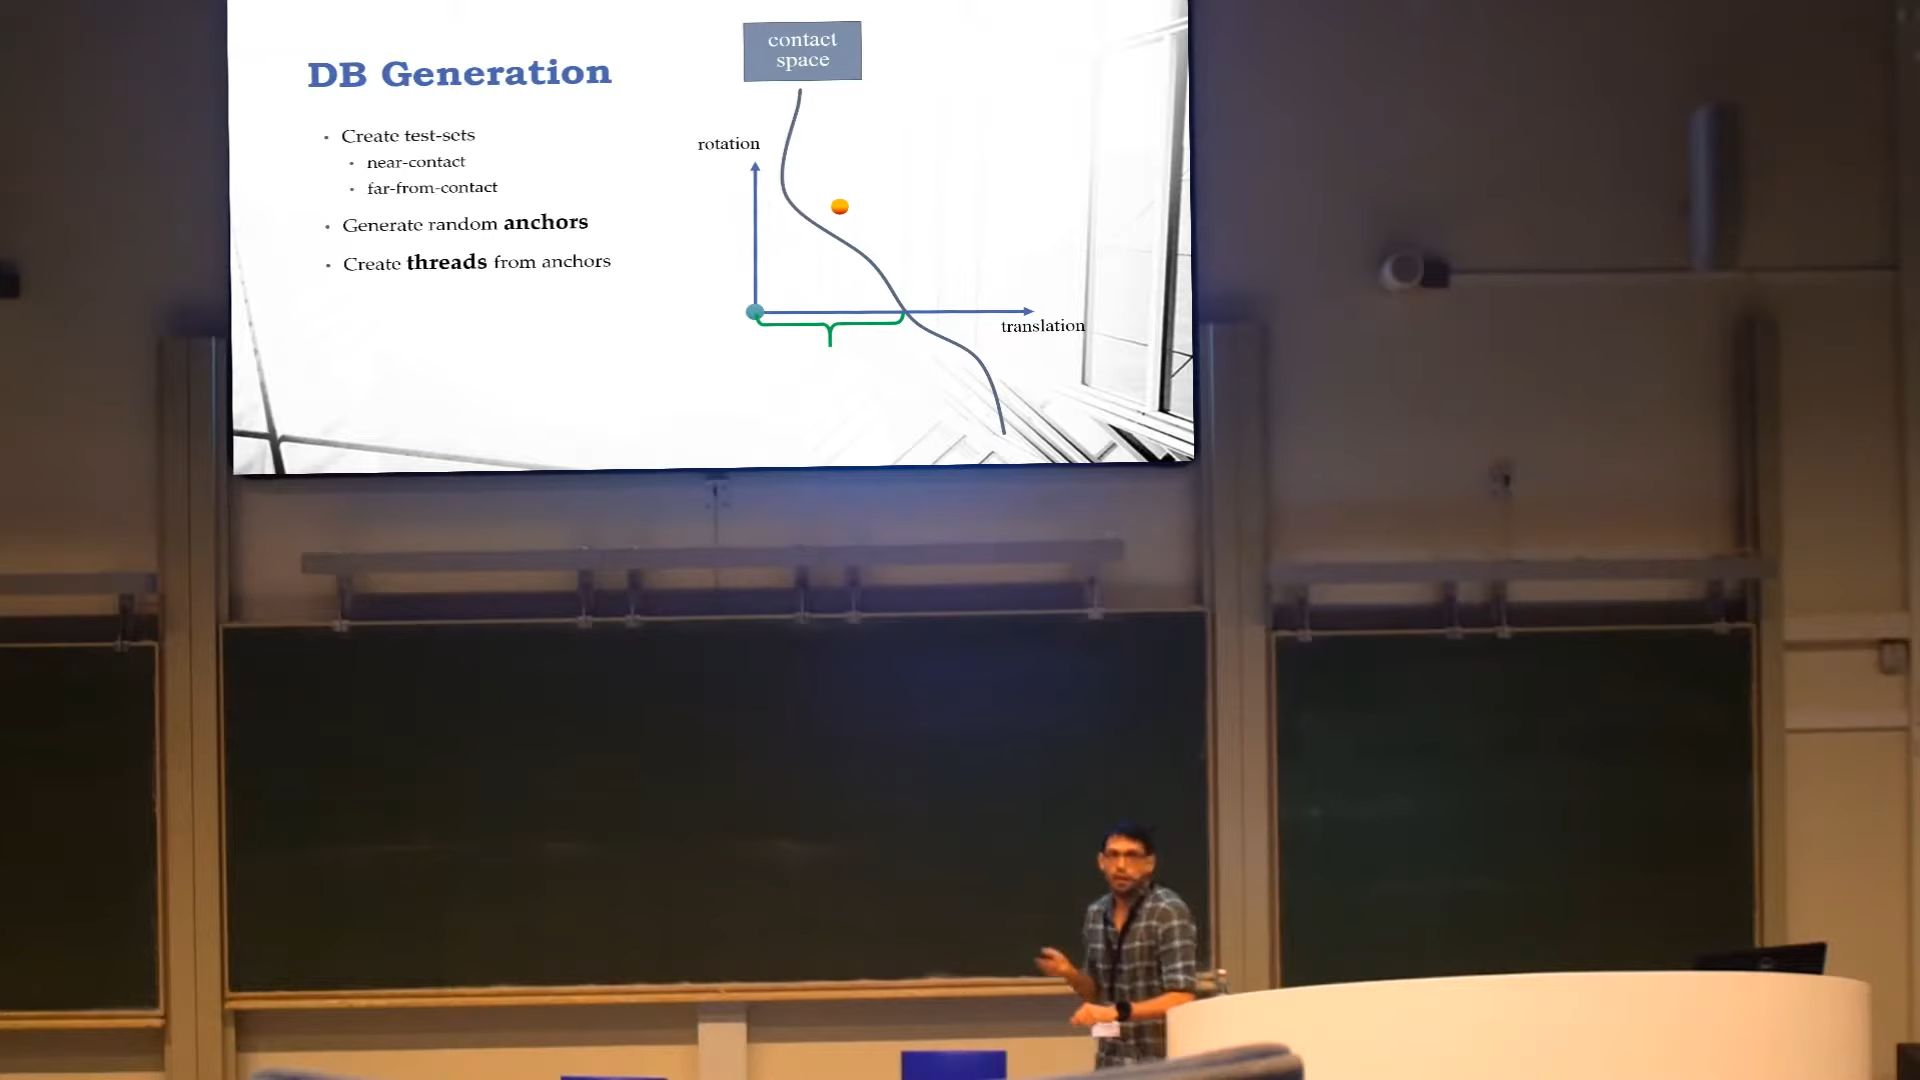 DB Generation
Create test-sets
near-contact
far-from-contact
Generate random anchors
Create threads from anchors
contact
space
rotation
translation